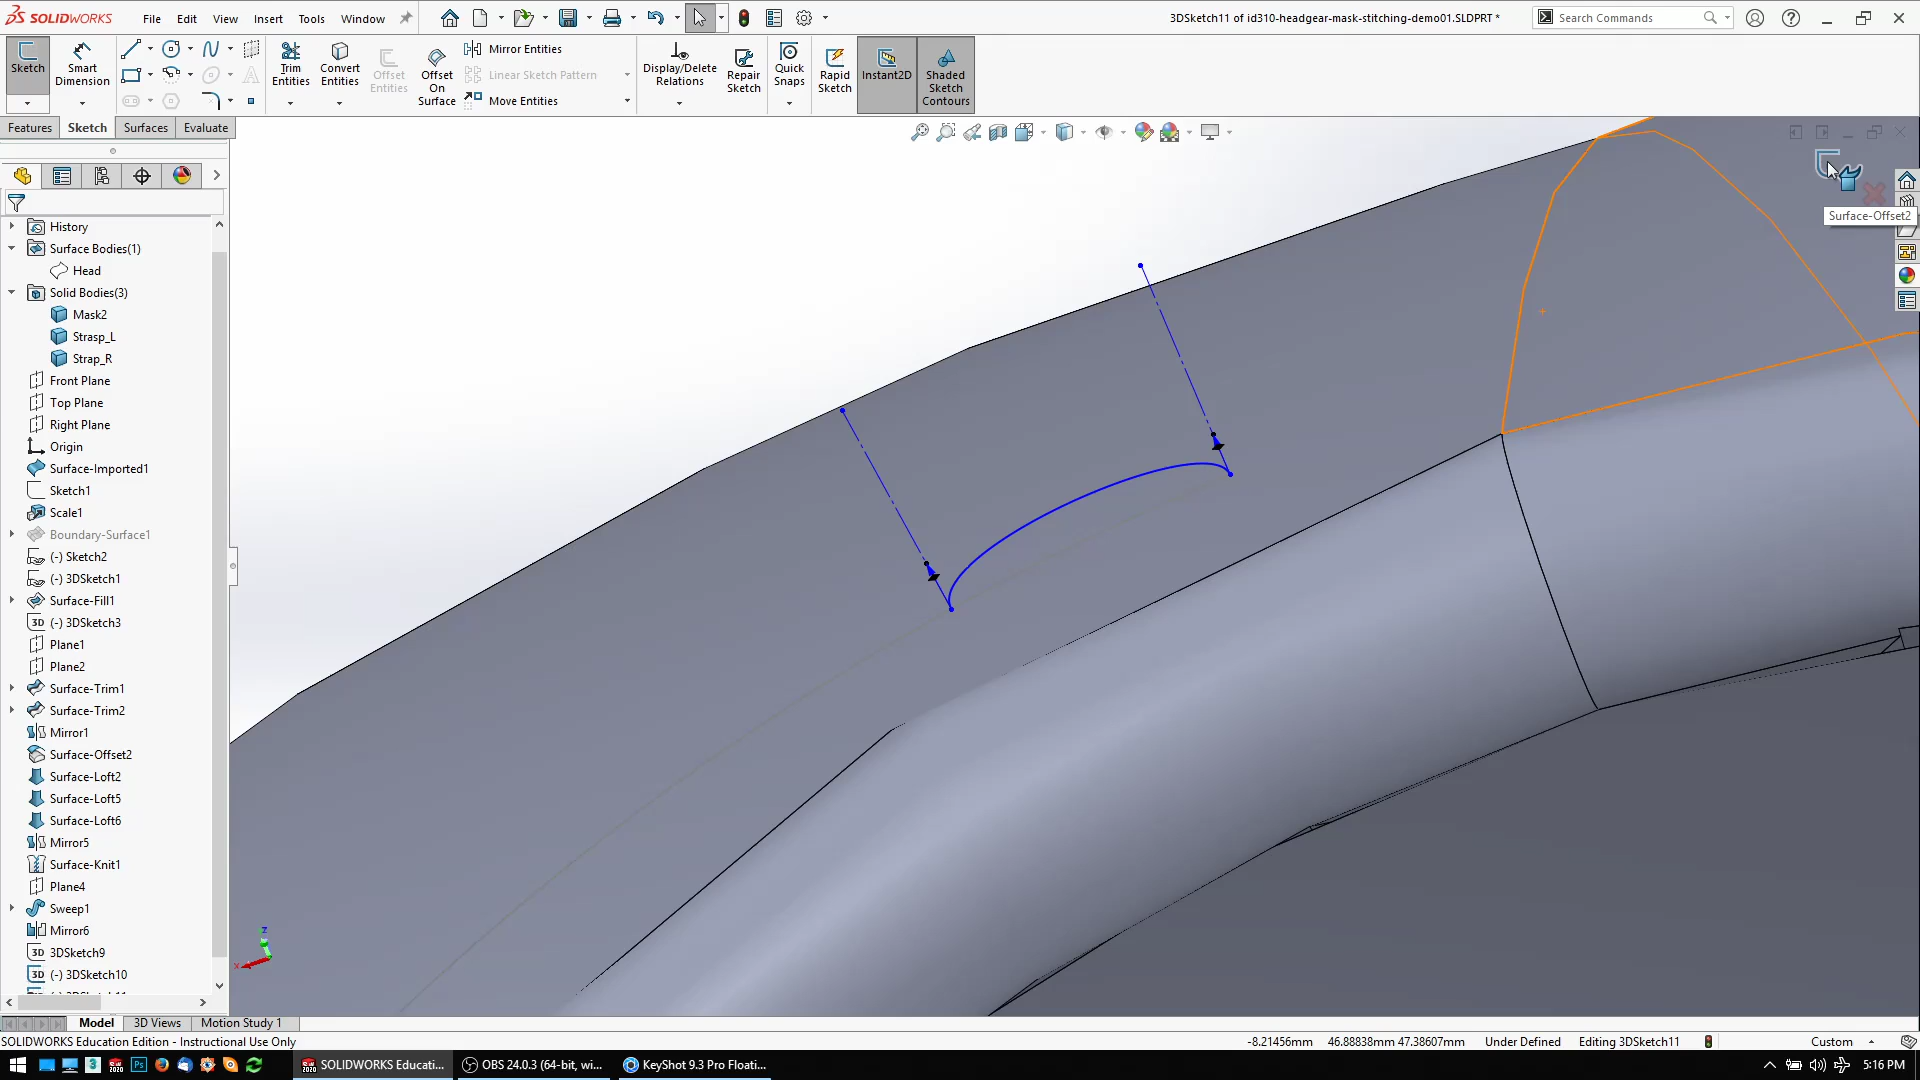 SOLIDWORKS
File
Edit
View
Insert
Tools
Window
3DSketch11 of id310-headgear-mask-stitching-demo01.SLDPRT *
Search Commands
Sketch
Smart Dimension
Trim Entities
Convert Entities
Offset Entities
Offset On Surface
Mirror Entities
Linear Sketch Pattern
Move Entities
Display/Delete Relations
Repair Sketch
Quick Snaps
Rapid Sketch
Instant2D
Shaded Sketch Contours
Features
Sketch
Surfaces
Evaluate
Surface-Offset2
History
Surface Bodies(1)
Head
Solid Bodies(3)
Mask2
Strasp_L
Strap_R
Front Plane
Top Plane
Right Plane
Origin
Surface-Imported1
Sketch1
Scale1
Boundary-Surface1
(-) Sketch2
(-) 3DSketch1
Surface-Fill1
(-) 3DSketch3
Plane1
Plane2
Surface-Trim1
Surface-Trim2
Mirror1
Surface-Offset2
Surface-Loft2
Surface-Loft5
Surface-Loft6
Mirror5
Surface-Knit1
Plane4
Sweep1
Mirror6
3DSketch9
(-) 3DSketch10
z
x
Model
3D Views
Motion Study 1
SOLIDWORKS Education Edition - Instructional Use Only
-8.21456mm
46.88838mm 47.38607mm
Under Defined
Editing 3DSketch11
Custom
SOLIDWORKS Educati...
OBS 24.0.3 (64-bit, wi...
KeyShot 9.3 Pro Floati...
5:16 PM